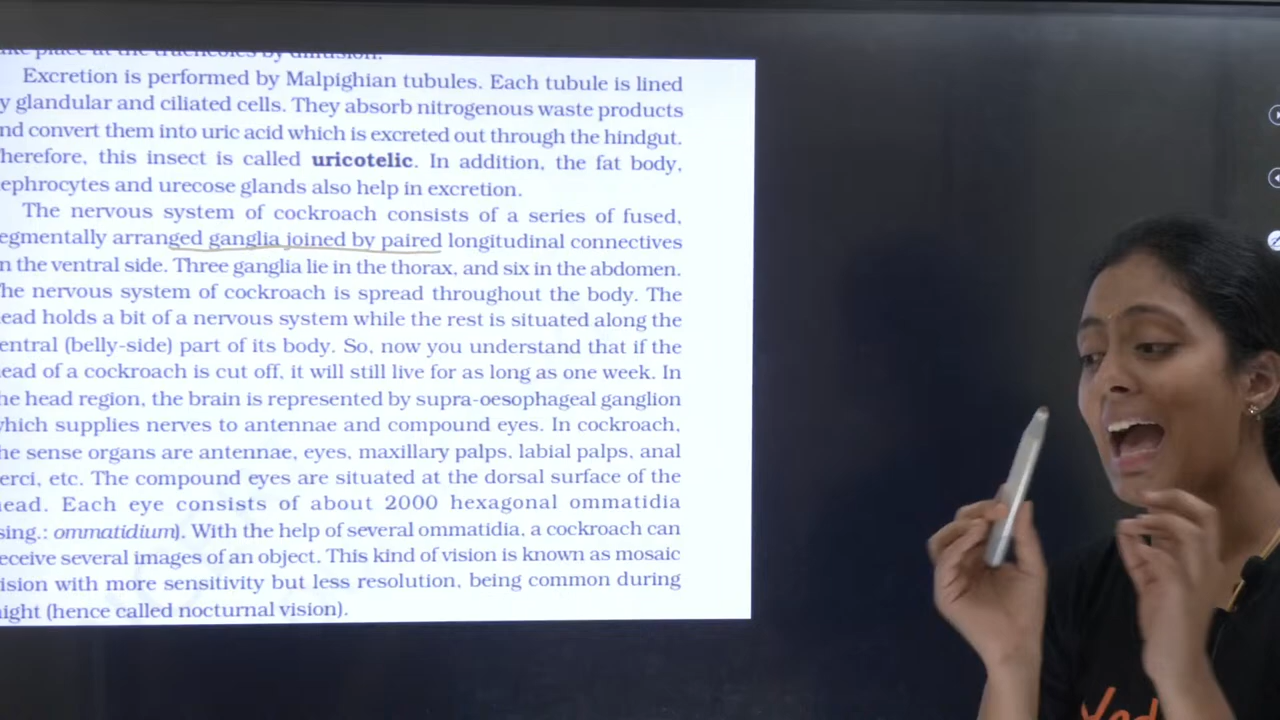 place at the tracheoles by diffusion.
Excretion is performed by Malpighian tubules. Each tubule is lined
y glandular and ciliated cells. They absorb nitrogenous waste products
nd convert them into uric acid which is excreted out through the hindgut.
herefore, this insect is called uricotelic. In addition, the fat body,
ephrocytes and urecose glands also help in excretion.
The nervous system of cockroach consists of a series of fused,
egmentally arranged ganglia joined by paired longitudinal connectives
n the ventral side. Three ganglia lie in the thorax, and six in the abdomen.
he nervous system of cockroach is spread throughout the body. The
ead holds a bit of a nervous system while the rest is situated along the
entral (belly-side) part of its body. So, now you understand that if the
ead of a cockroach is cut off, it will still live for as long as one week. In
he head region, the brain is represented by supra-oesophageal ganglion
which supplies nerves to antennae and compound eyes. In cockroach,
he sense organs are antennae, eyes, maxillary palps, labial palps, anal
erci, etc. The compound eyes are situated at the dorsal surface of the
ead. Each eye consists of about 2000 hexagonal ommatidia
sing.: ommatidium). With the help of several ommatidia, a cockroach can
eceive several images of an object. This kind of vision is known as mosaic
ision with more sensitivity but less resolution, being common during
ight (hence called nocturnal vision).